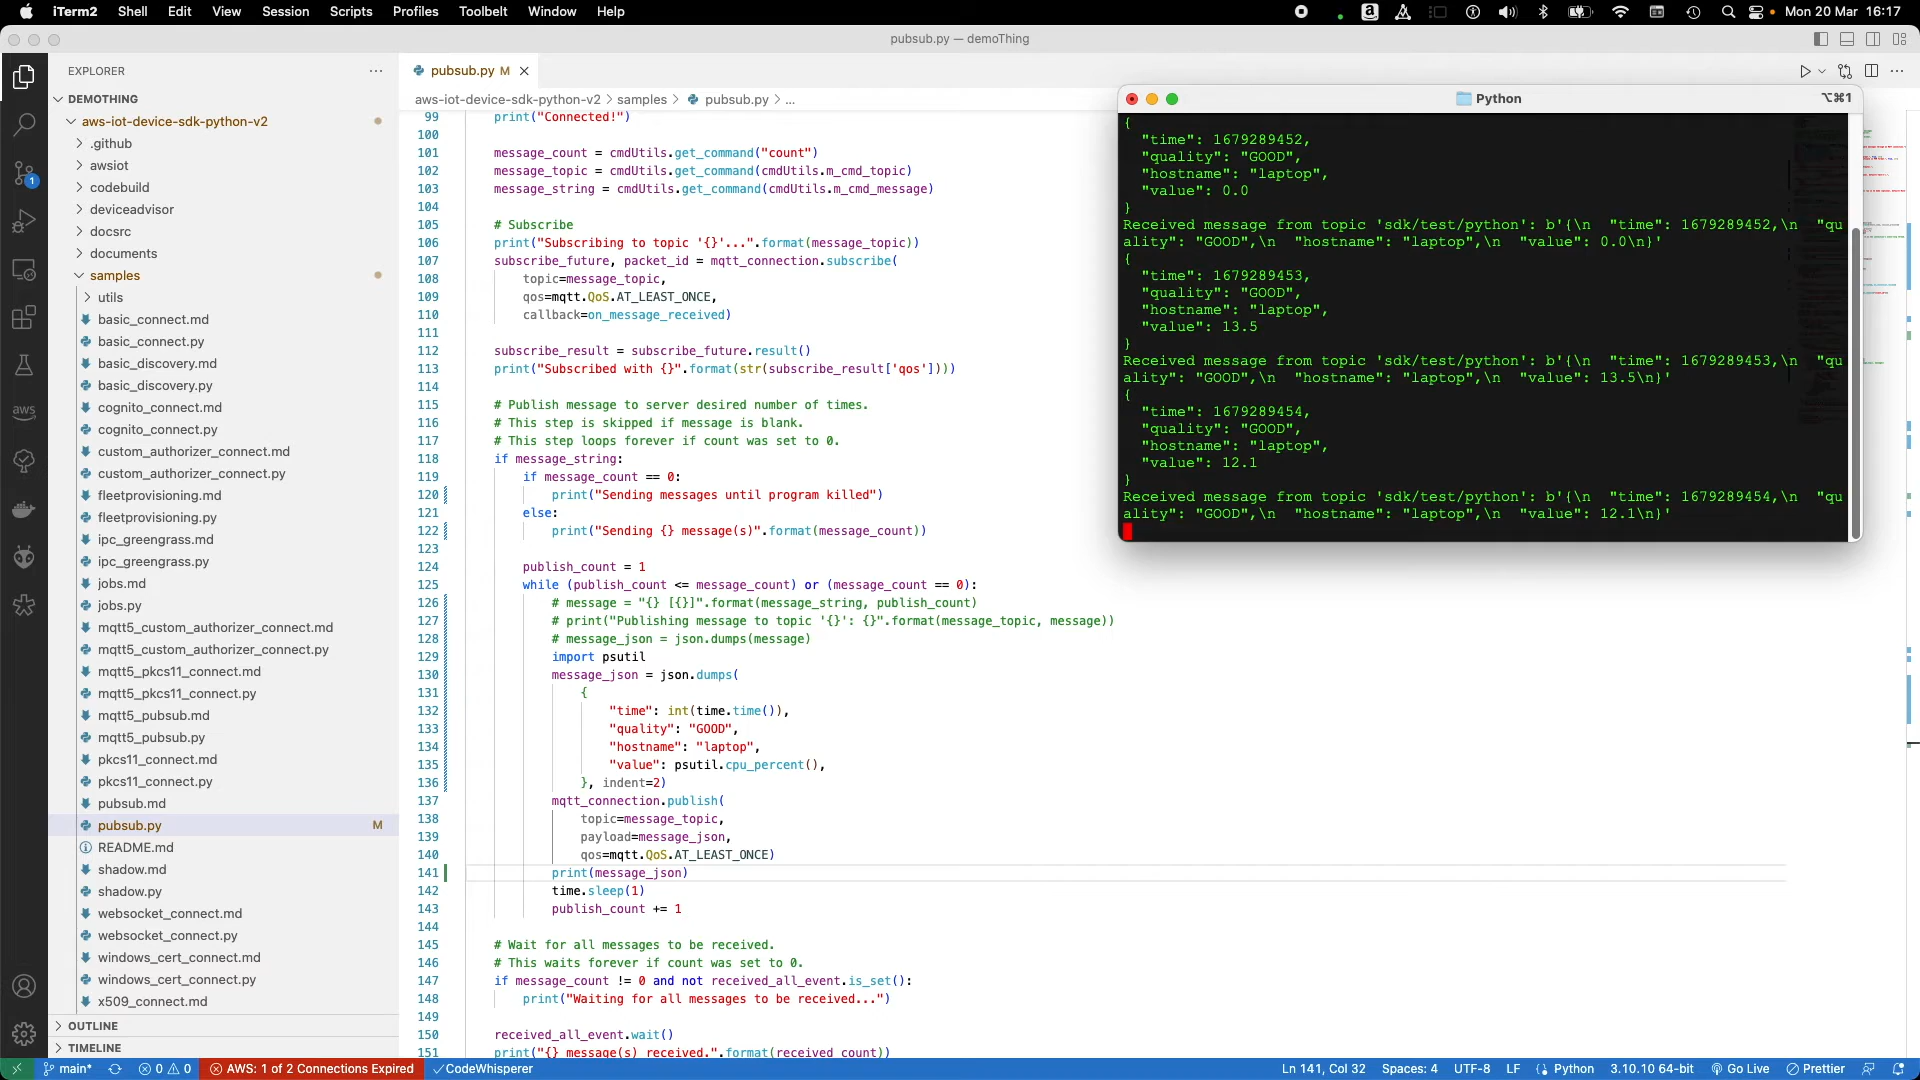 iTerm2 Shell Edit View Session Scripts Profiles Toolbelt Window Help Mon 20 Mar 16:17
pubsub.py — demoThing
EXPLORER
DEMOTHING
aws-iot-device-sdk-python-v2
.github
awsiot
codebuild
deviceadvisor
docsrc
documents
samples
utils
basic_connect.md
basic_connect.py
basic_discovery.md
basic_discovery.py
cognito_connect.md
cognito_connect.py
custom_authorizer_connect.md
custom_authorizer_connect.py
fleetprovisioning.md
fleetprovisioning.py
ipc_greengrass.md
ipc_greengrass.py
jobs.md
jobs.py
mqtt5_custom_authorizer_connect.md
mqtt5_custom_authorizer_connect.py
mqtt5_pkcs11_connect.md
mqtt5_pkcs11_connect.py
mqtt5_pubsub.md
mqtt5_pubsub.py
pkcs11_connect.md
pkcs11_connect.py
pubsub.md
pubsub.py M
README.md
shadow.md
shadow.py
websocket_connect.md
websocket_connect.py
windows_cert_connect.md
windows_cert_connect.py
x509_connect.md
OUTLINE
TIMELINE
1
aws
pubsub.py M
aws-iot-device-sdk-python-v2 > samples > pubsub.py > ...
99 print("Connected!")
100
101 message_count = cmdUtils.get_command("count")
102 message_topic = cmdUtils.get_command(cmdUtils.m_cmd_topic)
103 message_string = cmdUtils.get_command(cmdUtils.m_cmd_message)
104
105 # Subscribe
106 print("Subscribing to topic '{}'...".format(message_topic))
107 subscribe_future, packet_id = mqtt_connection.subscribe(
108 topic=message_topic,
109 qos=mqtt.QoS.AT_LEAST_ONCE,
110 callback=on_message_received)
111
112 subscribe_result = subscribe_future.result()
113 print("Subscribed with {}".format(str(subscribe_result['qos'])))
114
115 # Publish message to server desired number of times.
116 # This step is skipped if message is blank.
117 # This step loops forever if count was set to 0.
118 if message_string:
119 if message_count == 0:
120 print("Sending messages until program killed")
121 else:
122 print("Sending {} message(s)".format(message_count))
123
124 publish_count = 1
125 while (publish_count <= message_count) or (message_count == 0):
126 # message = "{} [{}]".format(message_string, publish_count)
127 # print("Publishing message to topic '{}': {}".format(message_topic, message))
128 # message_json = json.dumps(message)
129 import psutil
130 message_json = json.dumps(
131 {
132 "time": int(time.time()),
133 "quality": "GOOD",
134 "hostname": "laptop",
135 "value": psutil.cpu_percent(),
136 }, indent=2)
137 mqtt_connection.publish(
138 topic=message_topic,
139 payload=message_json,
140 qos=mqtt.QoS.AT_LEAST_ONCE)
141 print(message_json)
142 time.sleep(1)
143 publish_count += 1
144
145 # Wait for all messages to be received.
146 # This waits forever if count was set to 0.
147 if message_count != 0 and not received_all_event.is_set():
148 print("Waiting for all messages to be received...")
149
150 received_all_event.wait()
151 print("{} message(s) received.".format(received_count))
Python ⌥⌘1
{
"time": 1679289452,
"quality": "GOOD",
"hostname": "laptop",
"value": 0.0
}
Received message from topic 'sdk/test/python': b'{\n "time": 1679289452,\n "qu
ality": "GOOD",\n "hostname": "laptop",\n "value": 0.0\n}'
{
"time": 1679289453,
"quality": "GOOD",
"hostname": "laptop",
"value": 13.5
}
Received message from topic 'sdk/test/python': b'{\n "time": 1679289453,\n "qu
ality": "GOOD",\n "hostname": "laptop",\n "value": 13.5\n}'
{
"time": 1679289454,
"quality": "GOOD",
"hostname": "laptop",
"value": 12.1
}
Received message from topic 'sdk/test/python': b'{\n "time": 1679289454,\n "qu
ality": "GOOD",\n "hostname": "laptop",\n "value": 12.1\n}'
main* 0 0 AWS: 1 of 2 Connections Expired CodeWhisperer Ln 141, Col 32 Spaces: 4 UTF-8 LF Python 3.10.10 64-bit Go Live Prettier